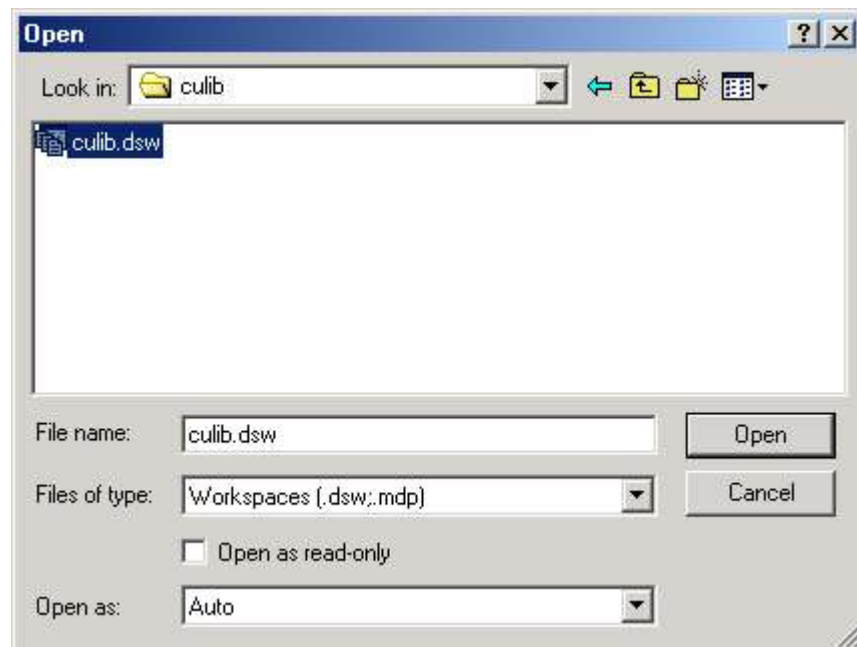 Open
Look in: culib
culib.dsw
File name: culib.dsw Open
Files of type: Workspaces (.dsw;.mdp) Cancel
Open as read-only
Open as: Auto